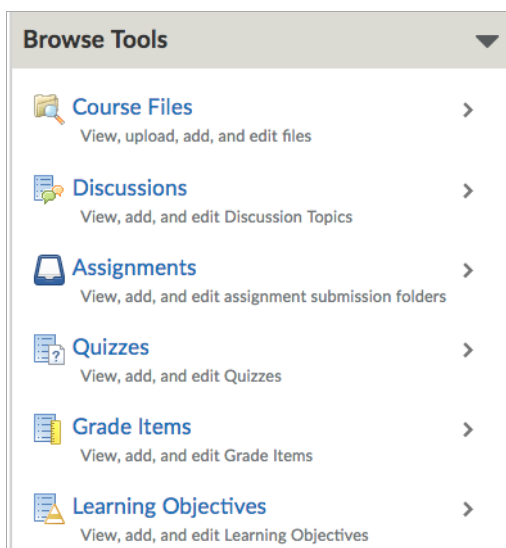 Browse Tools
Course Files
View, upload, add, and edit files
Discussions
View, add, and edit Discussion Topics
Assignments
View, add, and edit assignment submission folders
Quizzes
View, add, and edit Quizzes
Grade Items
View, add, and edit Grade Items
Learning Objectives
View, add, and edit Learning Objectives